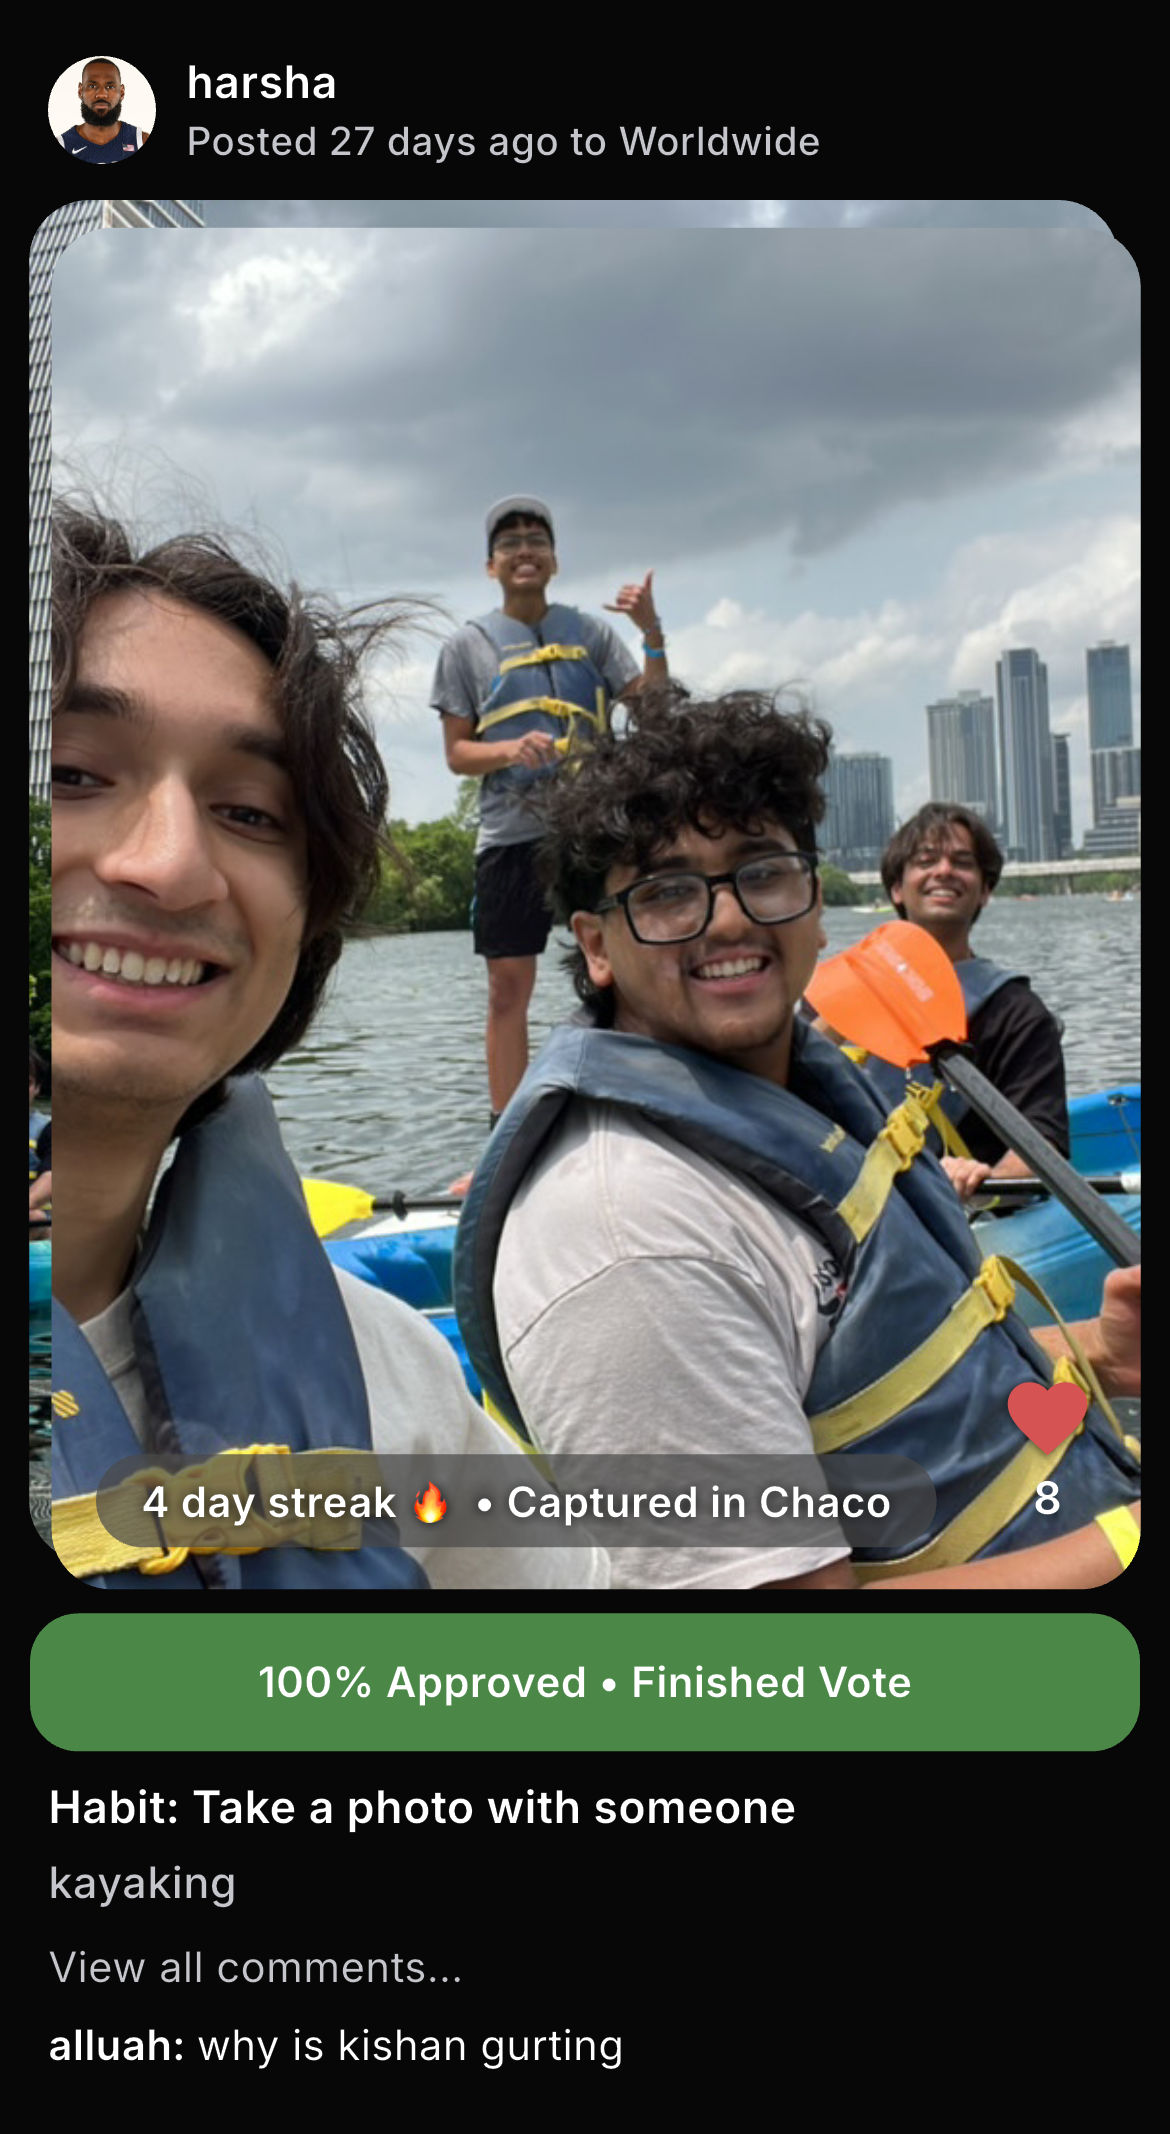 harsha
Posted 27 days ago to Worldwide
4 day streak 🔥 • Captured in Chaco
8
100% Approved • Finished Vote
Habit: Take a photo with someone
kayaking
View all comments...
alluah: why is kishan gurting